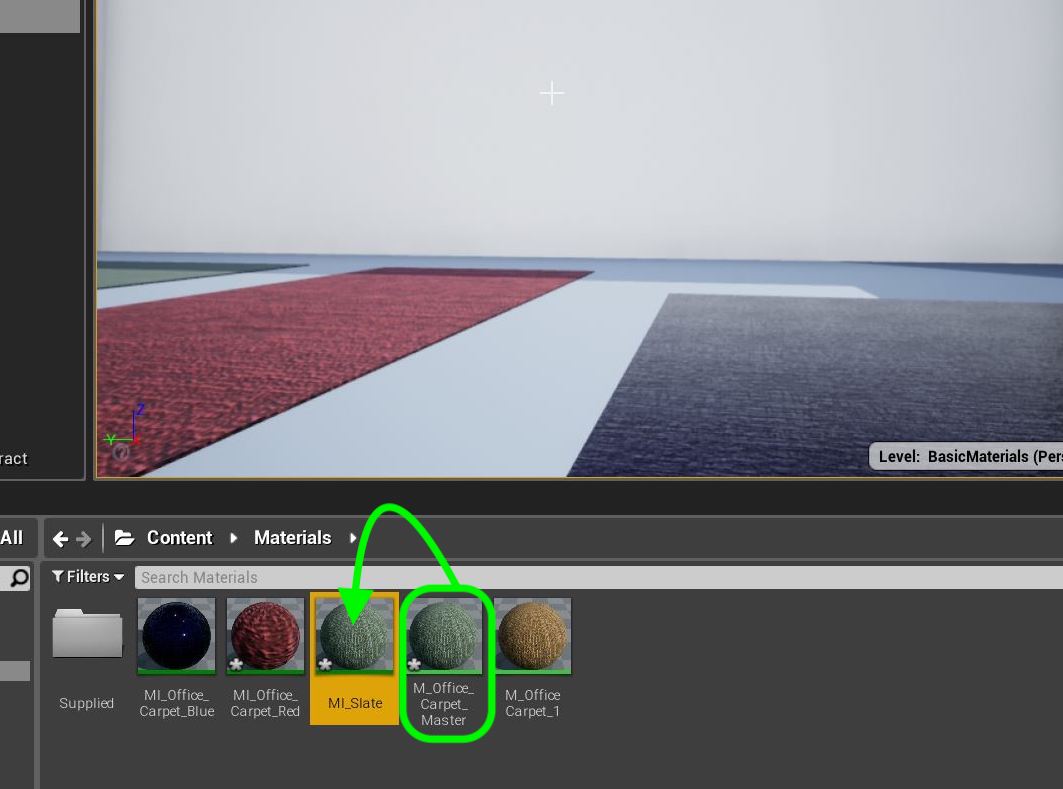 Z
Y
ract
Level: BasicMaterials (Pers
All
Content
Materials
Filters
Search Materials
Supplied
MI_Office_
Carpet_Blue
MI_Office_
Carpet_Red
MI_Slate
M_Office_
Carpet_
Master
M_Office
Carpet_1